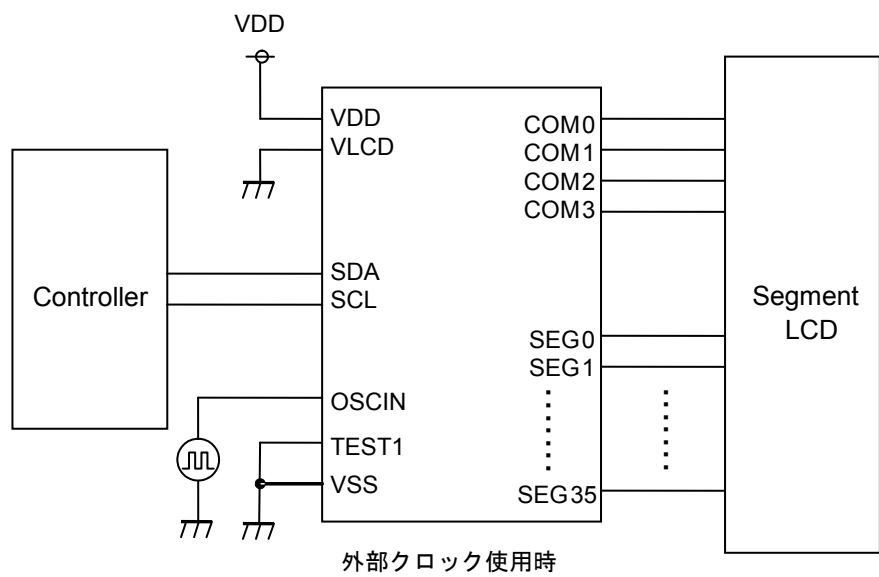 VDD
VDD
VLCD
SDA
SCL
OSCIN
TEST1
VSS
COM0
COM1
COM2
COM3
SEG0
SEG1
SEG35
Controller
Segment
LCD
外部クロック使用時